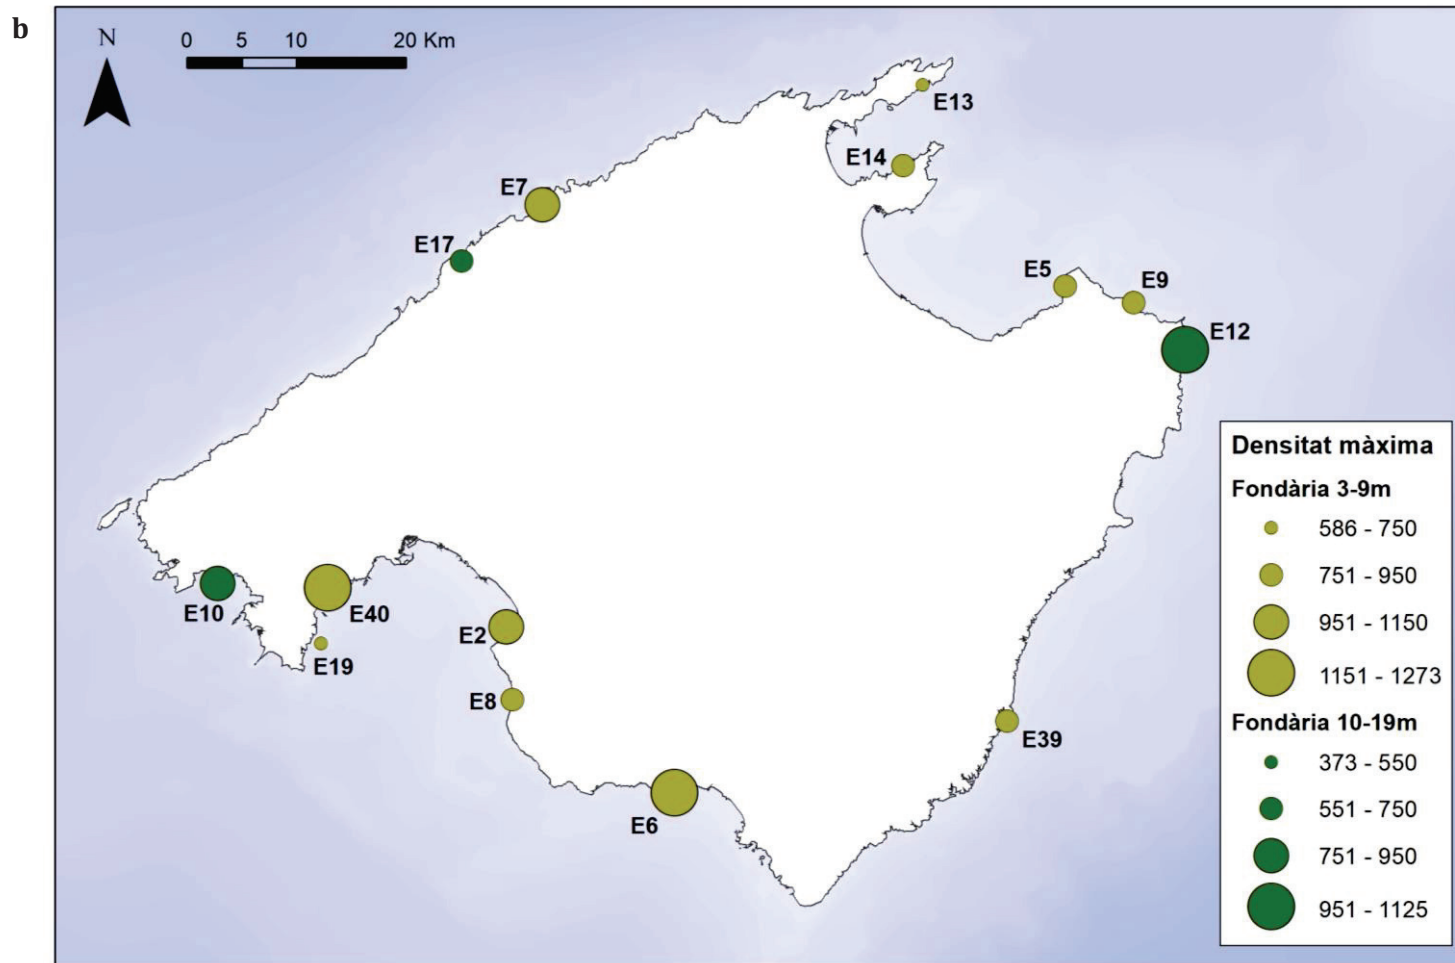 b
N
0 5 10 20 Km
E13
E14
E7
E17
E5
E9
E12
E10
E40
E2
E19
E8
E39
E6
Densitat màxima
Fondària 3-9m
586 - 750
751 - 950
951 - 1150
1151 - 1273
Fondària 10-19m
373 - 550
551 - 750
751 - 950
951 - 1125